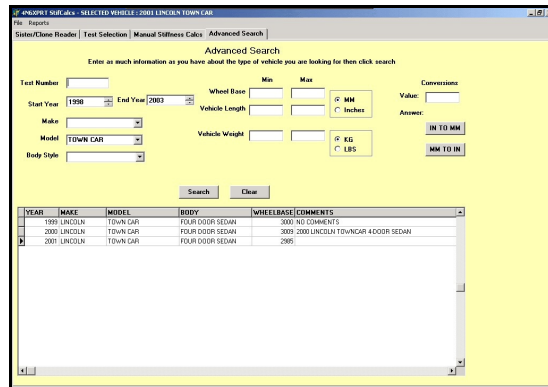 4N6XPRT StifCalcs - SELECTED VEHICLE : 2001 LINCOLN TOWN CAR
File Reports
Sister/Clone Reader Test Selection Manual Stiffness Calcs Advanced Search
Advanced Search
Enter as much information as you have about the type of vehicle you are looking for then click search
Min Max Conversions
Test Number
Wheel Base MM Value:
Start Year 1998 End Year 2003
Vehicle Length Inches Answer:
Make IN TO MM
Model TOWN CAR Vehicle Weight KG
Body Style LBS MM TO IN
Search Clear
YEAR MAKE MODEL BODY WHEELBASE COMMENTS
1999 LINCOLN TOWN CAR FOUR DOOR SEDAN 3000 NO COMMENTS
2000 LINCOLN TOWN CAR FOUR DOOR SEDAN 3009 2000 LINCOLN TOWNCAR 4-DOOR SEDAN
2001 LINCOLN TOWN CAR FOUR DOOR SEDAN 2985